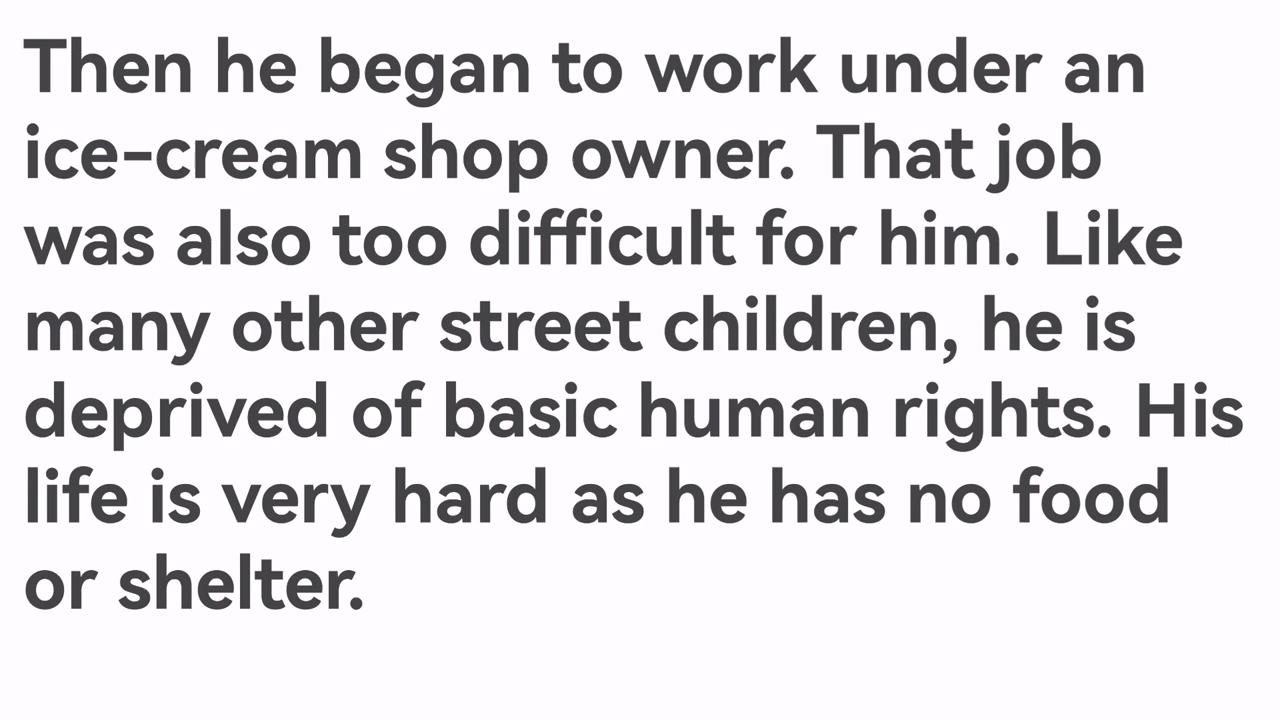 Then he began to work under an
ice-cream shop owner. That job
was also too difficult for him. Like
many other street children, he is
deprived of basic human rights. His
life is very hard as he has no food
or shelter.